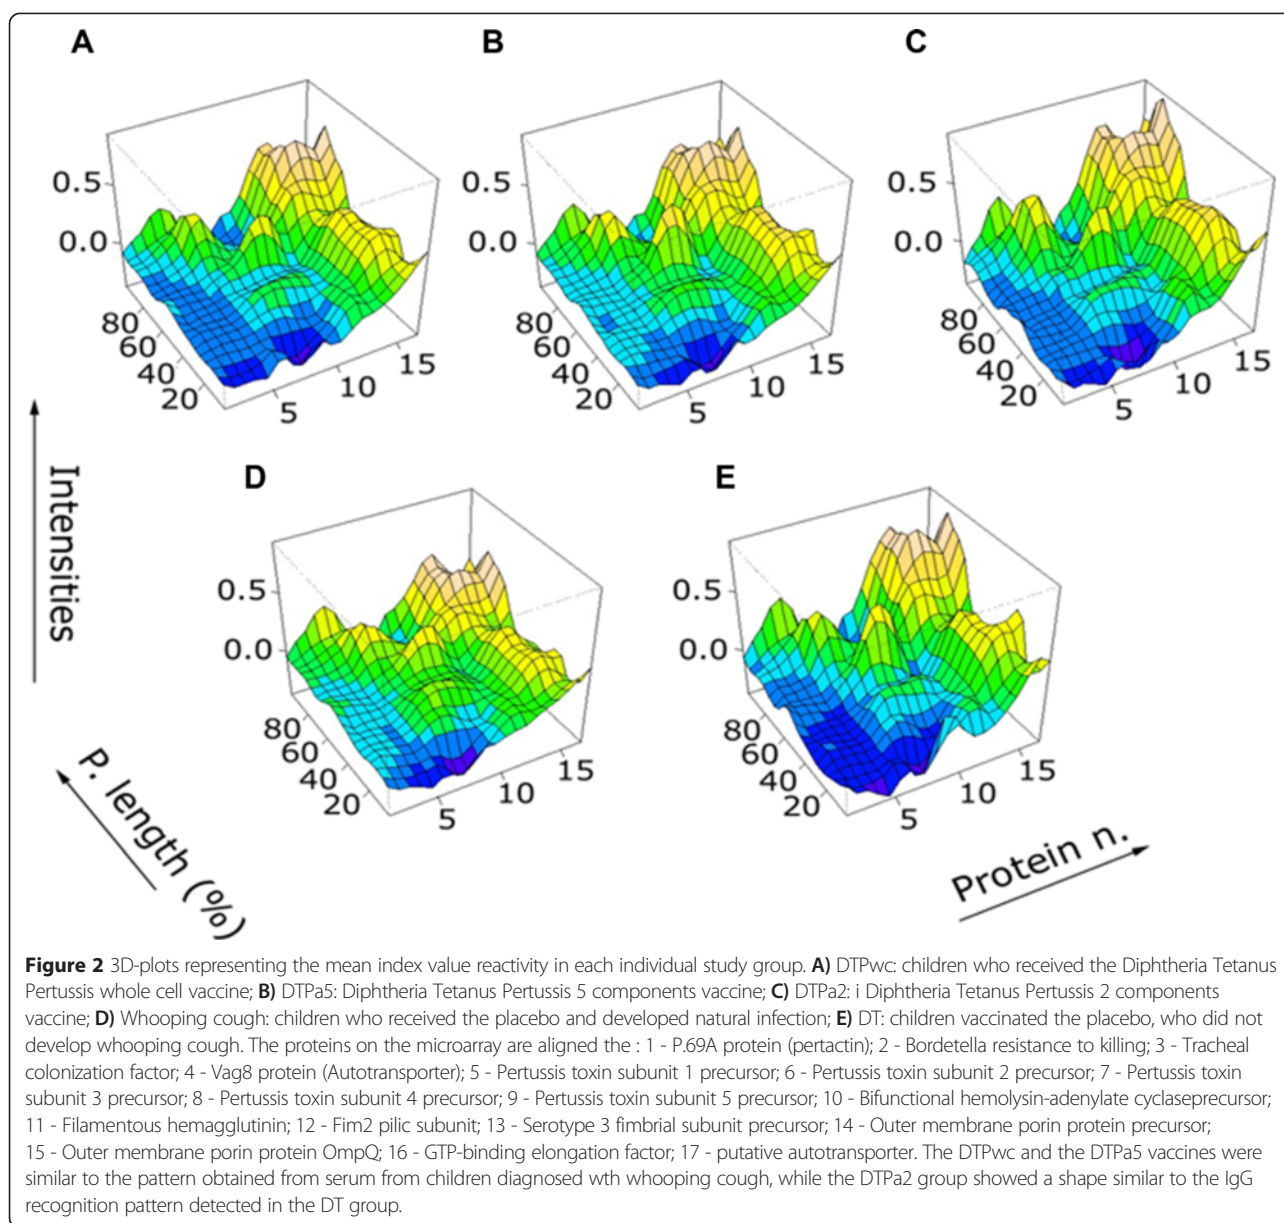 A
B
C
0.5
0.0
80
60
40
20
5
10
15
0.5
0.0
80
60
40
20
5
10
15
0.5
0.0
80
60
40
20
5
10
15
Intensities
D
E
0.5
0.0
80
60
40
20
5
10
15
0.5
0.0
80
60
40
20
5
10
15
P. length (%)
Protein n.
Figure 2 3D-plots representing the mean index value reactivity in each individual study group. A) DTPwc: children who received the Diphtheria Tetanus
Pertussis whole cell vaccine; B) DTPa5: Diphtheria Tetanus Pertussis 5 components vaccine; C) DTPa2: i Diphtheria Tetanus Pertussis 2 components
vaccine; D) Whooping cough: children who received the placebo and developed natural infection; E) DT: children vaccinated the placebo, who did not
develop whooping cough. The proteins on the microarray are aligned the : 1 - P.69A protein (pertactin); 2 - Bordetella resistance to killing; 3 - Tracheal
colonization factor; 4 - Vag8 protein (Autotransporter); 5 - Pertussis toxin subunit 1 precursor; 6 - Pertussis toxin subunit 2 precursor; 7 - Pertussis toxin
subunit 3 precursor; 8 - Pertussis toxin subunit 4 precursor; 9 - Pertussis toxin subunit 5 precursor; 10 - Bifunctional hemolysin-adenylate cyclaseprecursor;
11 - Filamentous hemagglutinin; 12 - Fim2 pilic subunit; 13 - Serotype 3 fimbrial subunit precursor; 14 - Outer membrane porin protein precursor;
15 - Outer membrane porin protein OmpQ; 16 - GTP-binding elongation factor; 17 - putative autotransporter. The DTPwc and the DTPa5 vaccines were
similar to the pattern obtained from serum from children diagnosed wth whooping cough, while the DTPa2 group showed a shape similar to the IgG
recognition pattern detected in the DT group.